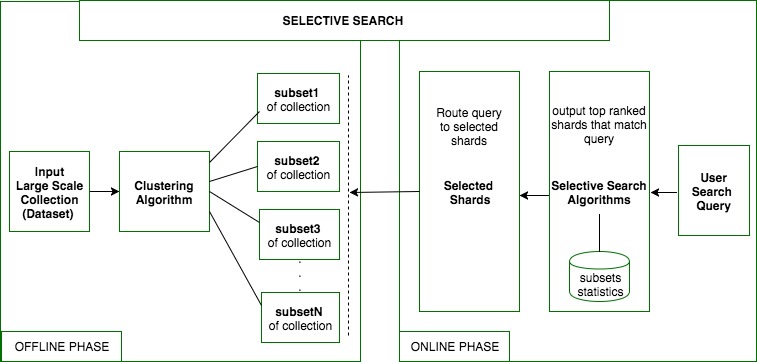 SELECTIVE SEARCH
Input
Large Scale
Collection
(Dataset)
Clustering
Algorithm
subset1
of collection
subset2
of collection
subset3
of collection
.
.
.
subsetN
of collection
OFFLINE PHASE
Route query
to selected
shards
Selected
Shards
output top ranked
shards that match
query
Selective Search
Algorithms
subsets
statistics
User
Search
Query
ONLINE PHASE